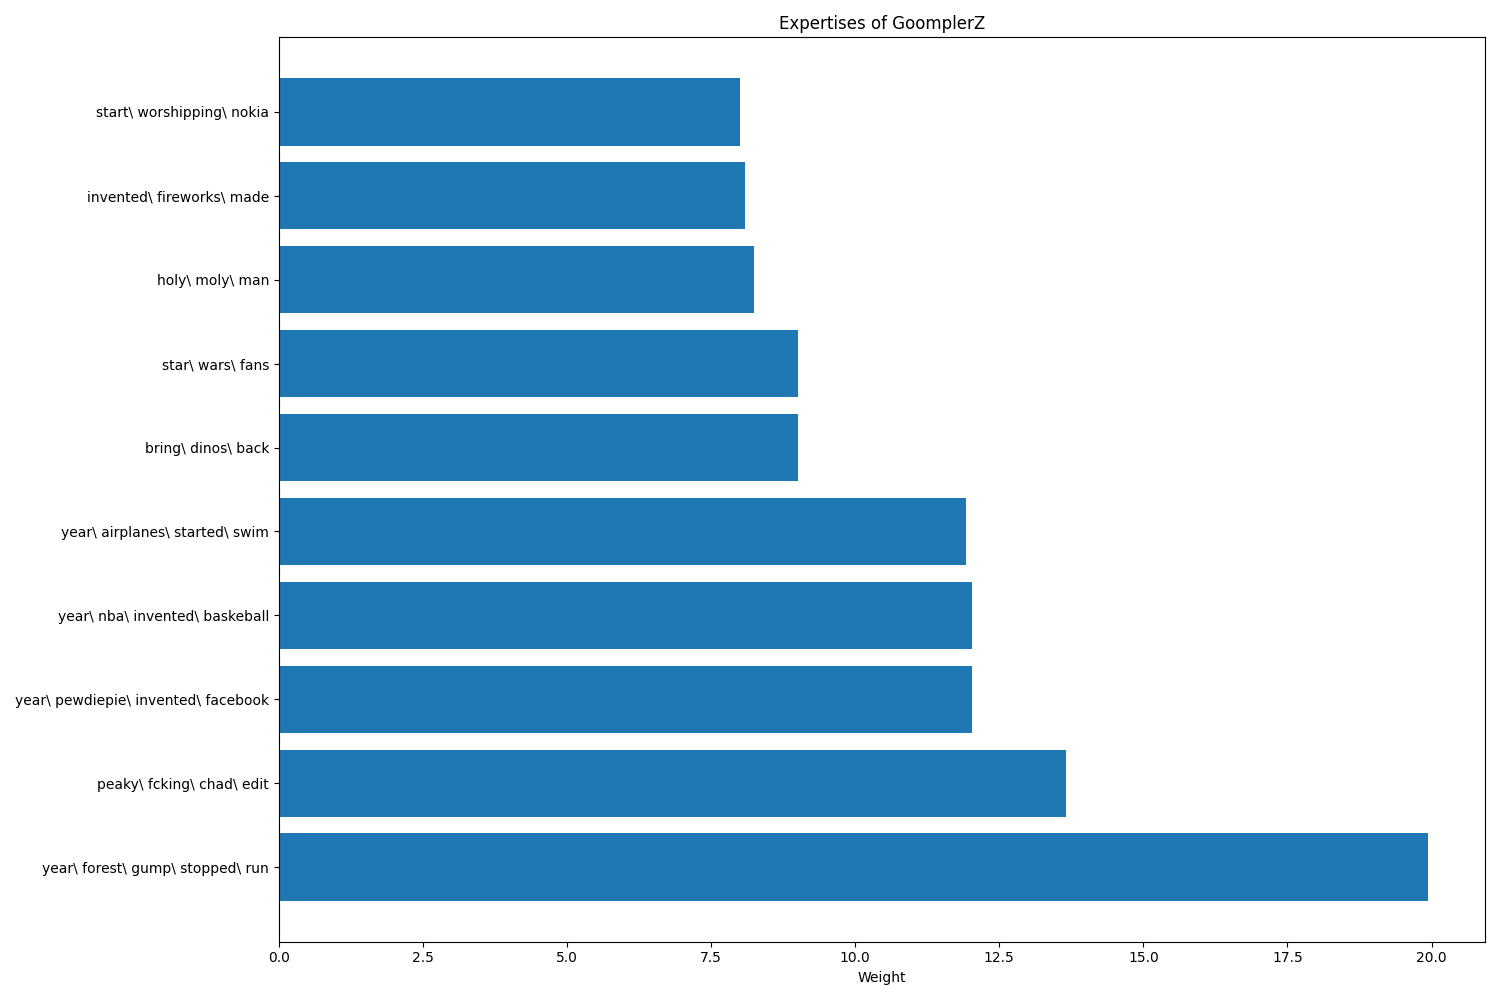 Expertises of GoomplerZ
start\ worshipping\ nokia
invented\ fireworks\ made
holy\ moly\ man
star\ wars\ fans
bring\ dinos\ back
year\ airplanes\ started\ swim
year\ nba\ invented\ baskeball
year\ pewdiepie\ invented\ facebook
peaky\ fcking\ chad\ edit
year\ forest\ gump\ stopped\ run
0.0 2.5 5.0 7.5 10.0 12.5 15.0 17.5 20.0
Weight